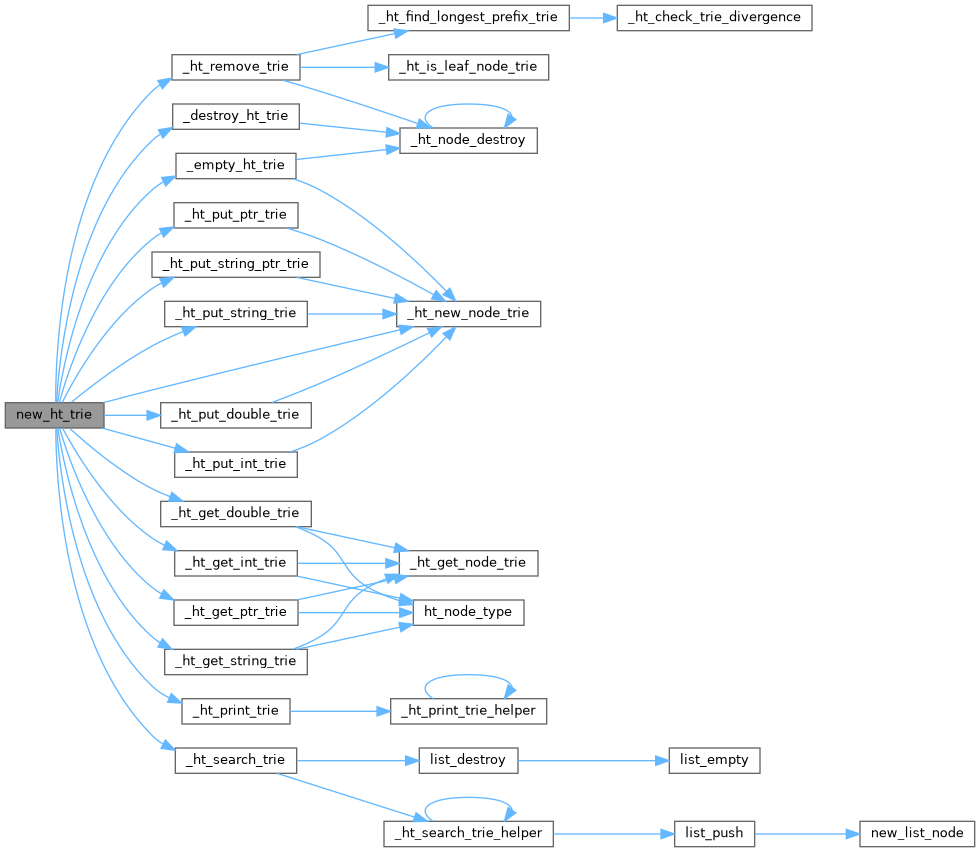 _ht_find_longest_prefix_trie
_ht_check_trie_divergence
_ht_remove_trie
_ht_is_leaf_node_trie
_destroy_ht_trie
_ht_node_destroy
_empty_ht_trie
_ht_put_ptr_trie
_ht_put_string_ptr_trie
_ht_put_string_trie
_ht_new_node_trie
new_ht_trie
_ht_put_double_trie
_ht_put_int_trie
_ht_get_double_trie
_ht_get_int_trie
_ht_get_node_trie
_ht_get_ptr_trie
ht_node_type
_ht_get_string_trie
_ht_print_trie
_ht_print_trie_helper
_ht_search_trie
list_destroy
list_empty
_ht_search_trie_helper
list_push
new_list_node